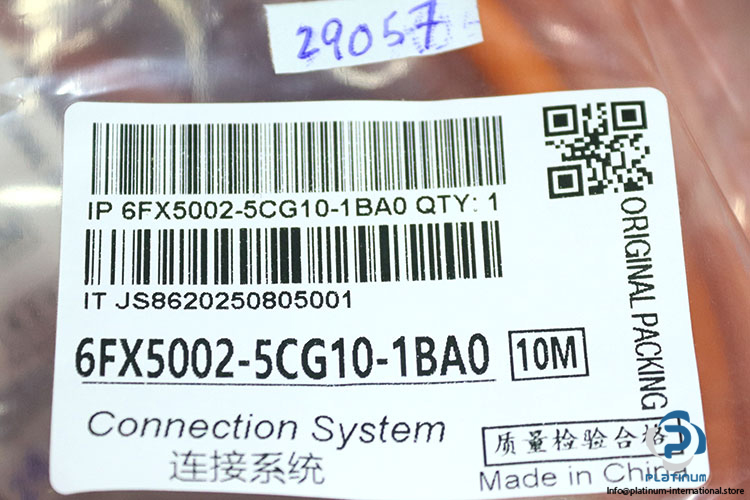 29057
IP 6FX5002-5CG10-1BA0 QTY: 1
IT JS8620250805001
ORIGINAL PACKING
6FX5002-5CG10-1BA0 10M
Connection System
连接系统
质量检验合格
Made in China
PLATINUM
Info@platinum-international.store